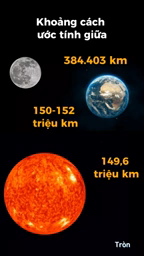 Khoảng cách
ước tính giữa
384.403 km
150-152
triệu km
149,6
triệu km
Tròn